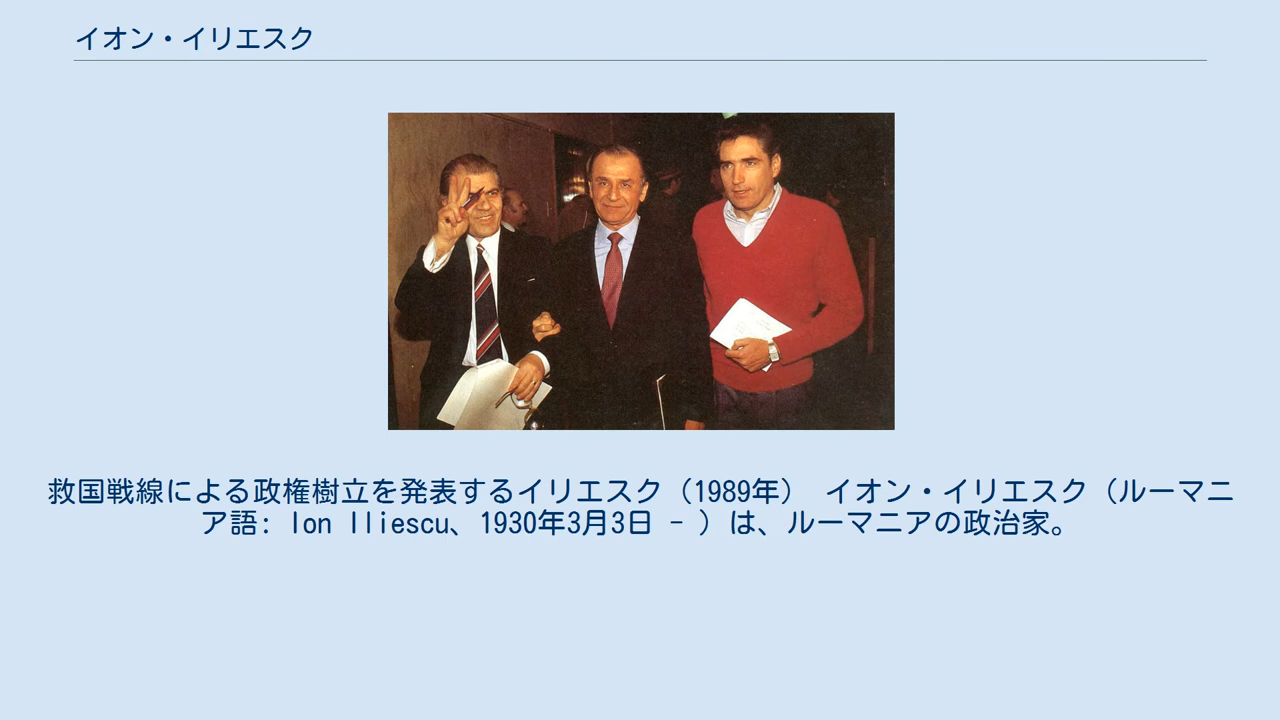 イオン・イリエスク
救国戦線による政権樹立を発表するイリエスク（1989年） イオン・イリエスク（ルーマニ
ア語: Ion Iliescu、1930年3月3日 - ）は、ルーマニアの政治家。